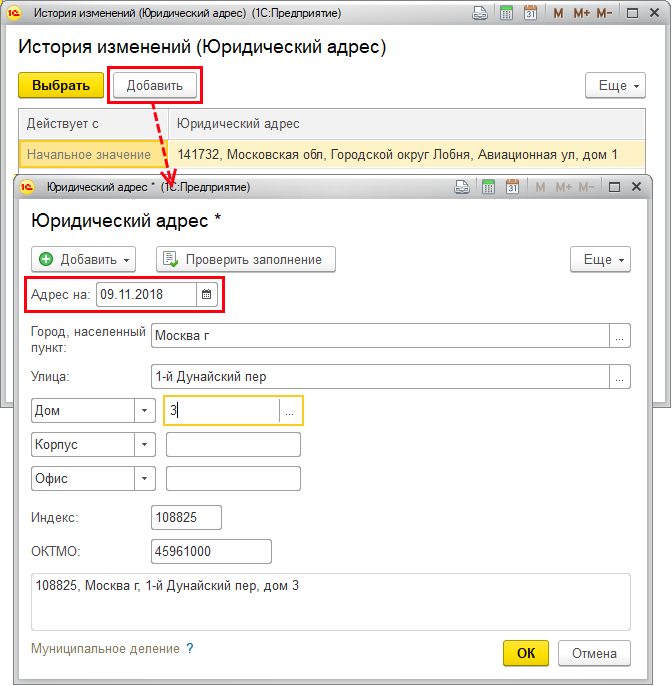 История изменений (Юридический адрес) (1С:Предприятие)
M M+ M-
История изменений (Юридический адрес)
Выбрать Добавить Еще
Действует с Юридический адрес
Начальное значение 141732, Московская обл, Городской округ Лобня, Авиационная ул, дом 1
Юридический адрес * (1С:Предприятие)
M M+ M-
Юридический адрес *
Добавить Проверить заполнение Еще
Адрес на: 09.11.2018
Город, населенный
пункт:
Москва г ...
Улица: 1-й Дунайский пер ...
Дом 3 ...
Корпус
Офис
Индекс: 108825
ОКТМО: 45961000
108825, Москва г, 1-й Дунайский пер, дом 3
Муниципальное деление ?
ОК Отмена